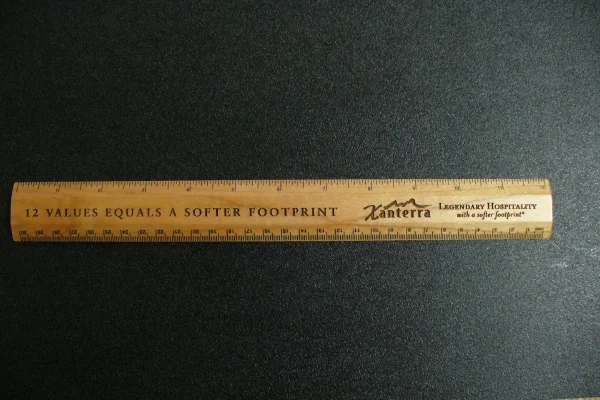 12 VALUES EQUALS A SOFTER FOOTPRINT
Xanterra
LEGENDARY HOSPITALITY
with a softer footprint®